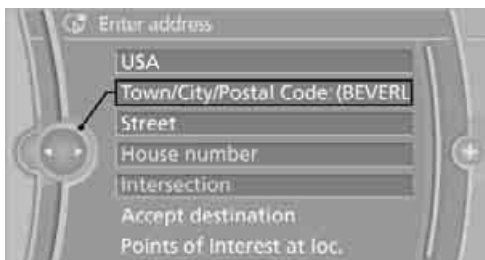 Enter address
USA
Town/City/Postal Code: (BEVERL
Street
House number
Intersection
Accept destination
Points of Interest at loc.